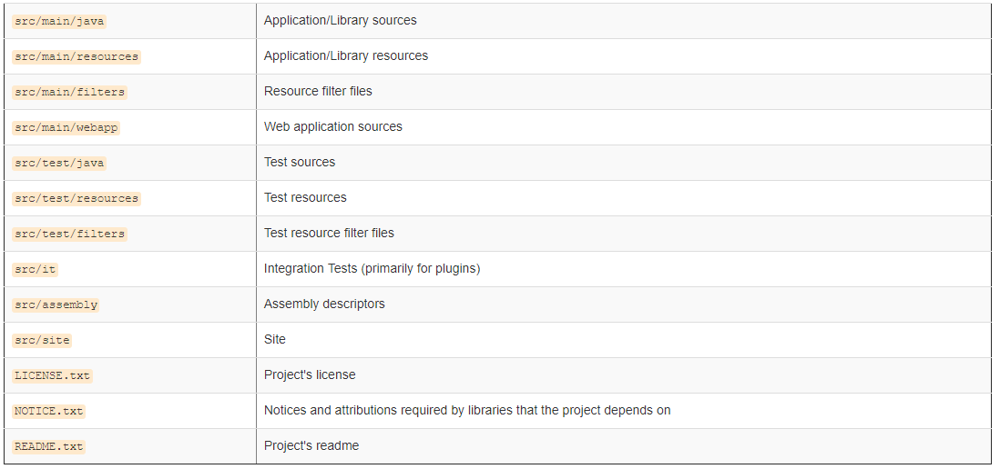 src/main/java Application/Library sources
src/main/resources Application/Library resources
src/main/filters Resource filter files
src/main/webapp Web application sources
src/test/java Test sources
src/test/resources Test resources
src/test/filters Test resource filter files
src/it Integration Tests (primarily for plugins)
src/assembly Assembly descriptors
src/site Site
LICENSE.txt Project's license
NOTICE.txt Notices and attributions required by libraries that the project depends on
README.txt Project's readme